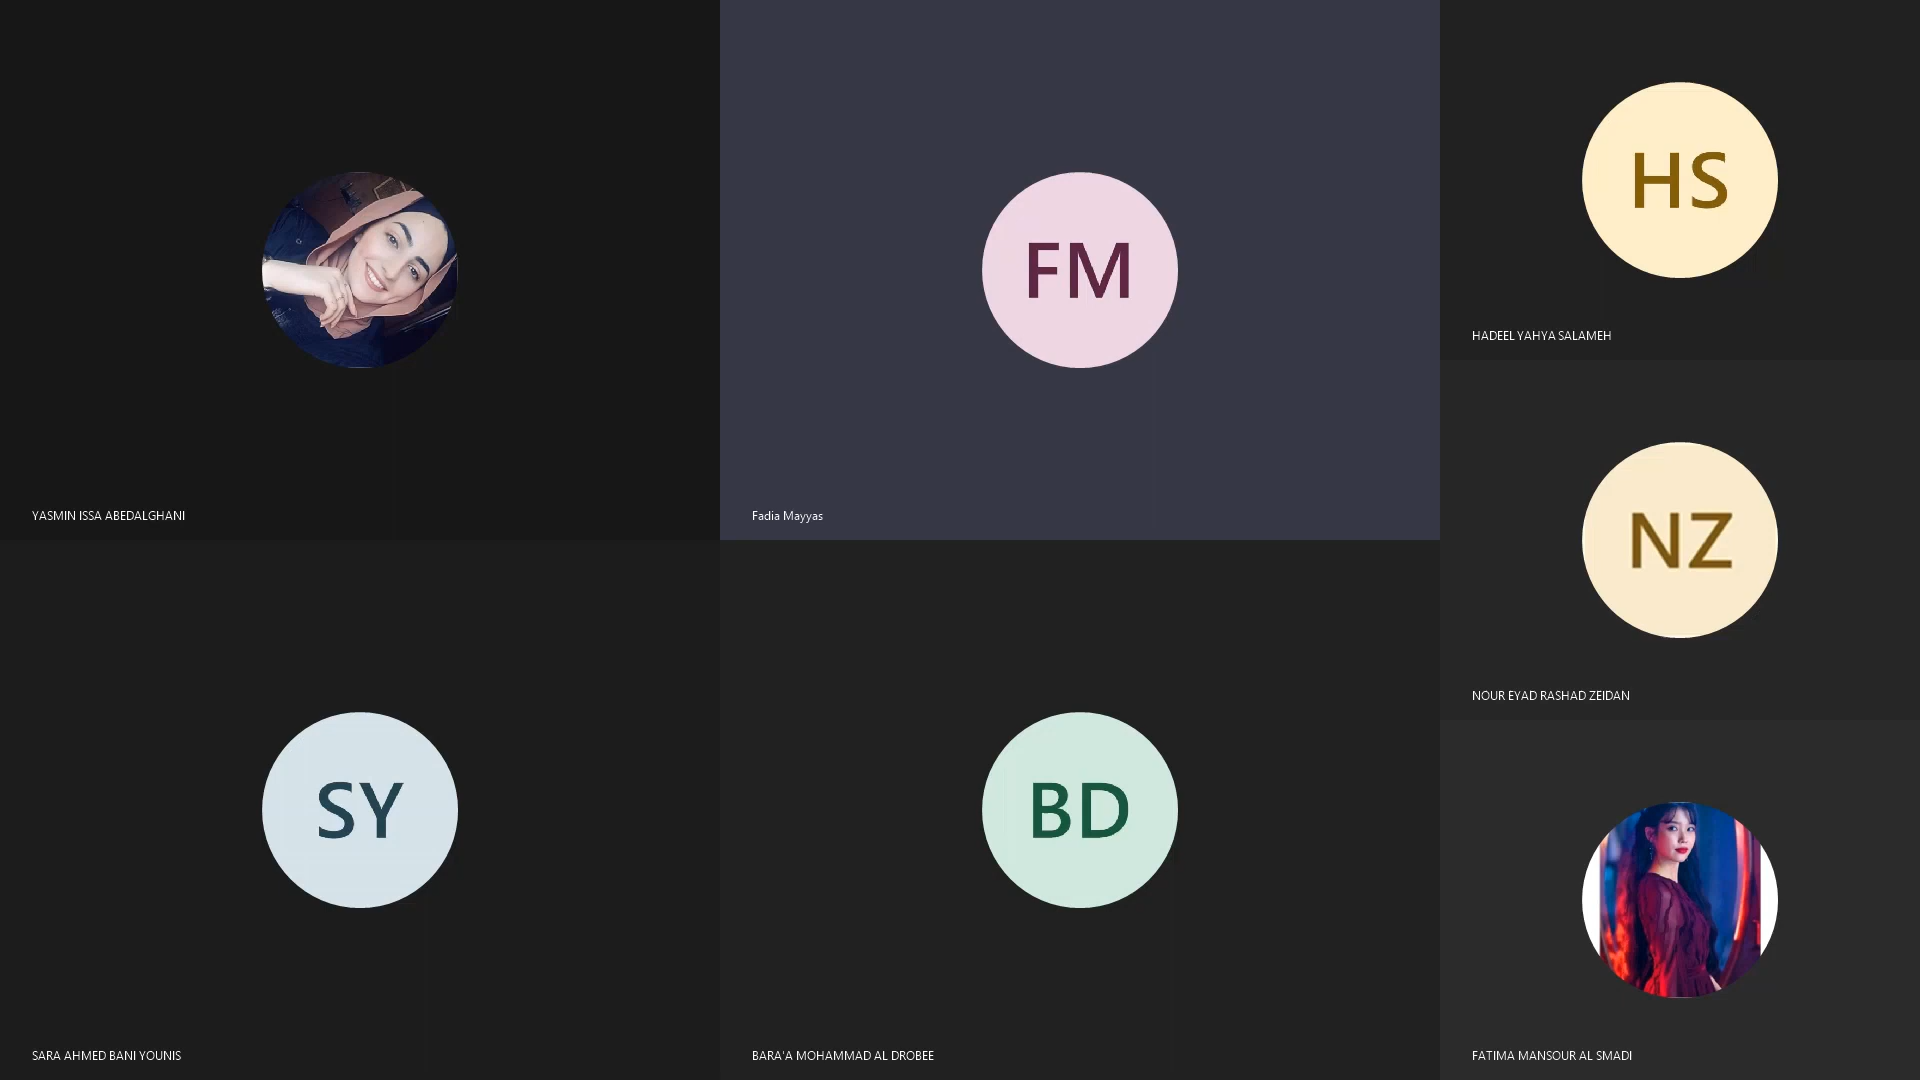 YASMIN ISSA ABEDALGHANI
FM
Fadia Mayyas
HS
HADEEL YAHYA SALAMEH
NZ
NOUR EYAD RASHAD ZEIDAN
SY
SARA AHMED BANI YOUNIS
BD
BARA'A MOHAMMAD AL DROBEE
FATIMA MANSOUR AL SMADI